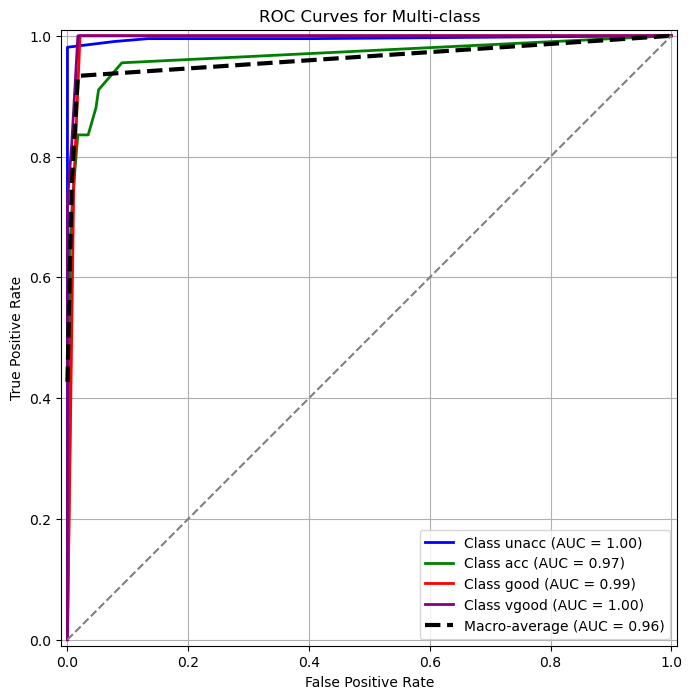 ROC Curves for Multi-class
True Positive Rate
1.0
0.8
0.6
0.4
0.2
0.0
Class unacc (AUC = 1.00)
Class acc (AUC = 0.97)
Class good (AUC = 0.99)
Class vgood (AUC = 1.00)
Macro-average (AUC = 0.96)
0.0 0.2 0.4 0.6 0.8 1.0
False Positive Rate